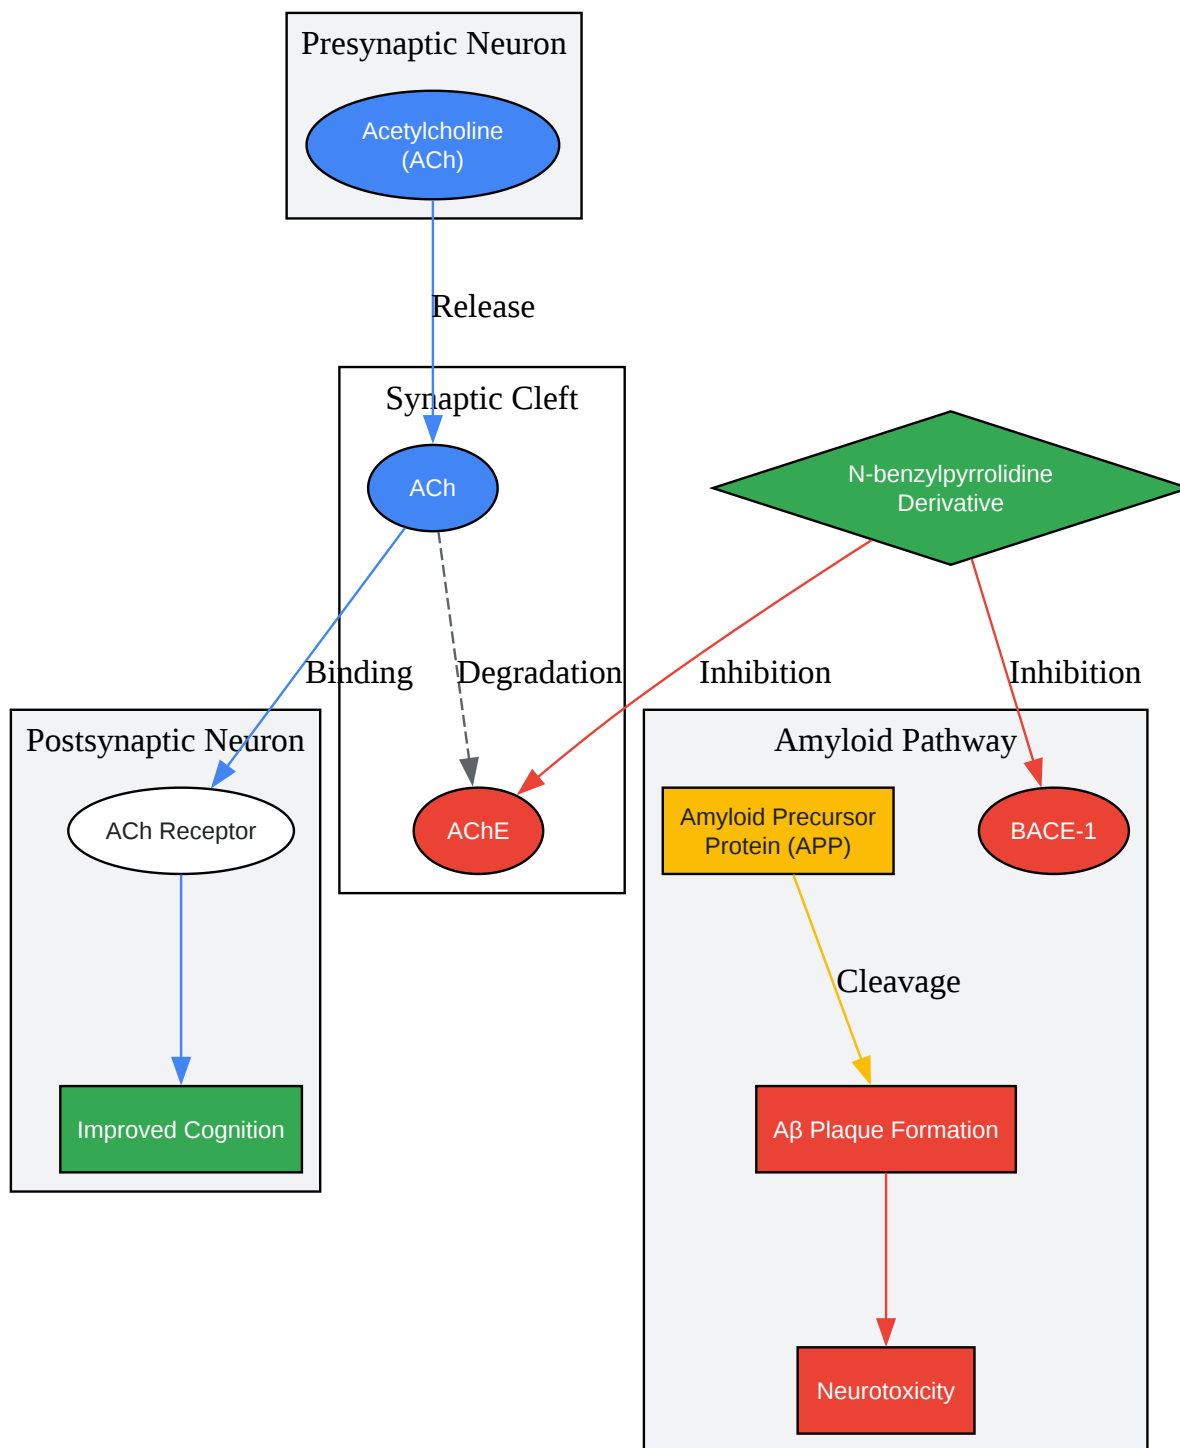 Presynaptic Neuron
Acetylcholine
(ACh)
Release
Synaptic Cleft
ACh
N-benzylpyrrolidine
Derivative
Binding
Degradation
Inhibition
Inhibition
Postsynaptic Neuron
Amyloid Pathway
ACh Receptor
AChE
Amyloid Precursor
Protein (APP)
BACE-1
Cleavage
Improved Cognition
Aβ Plaque Formation
Neurotoxicity